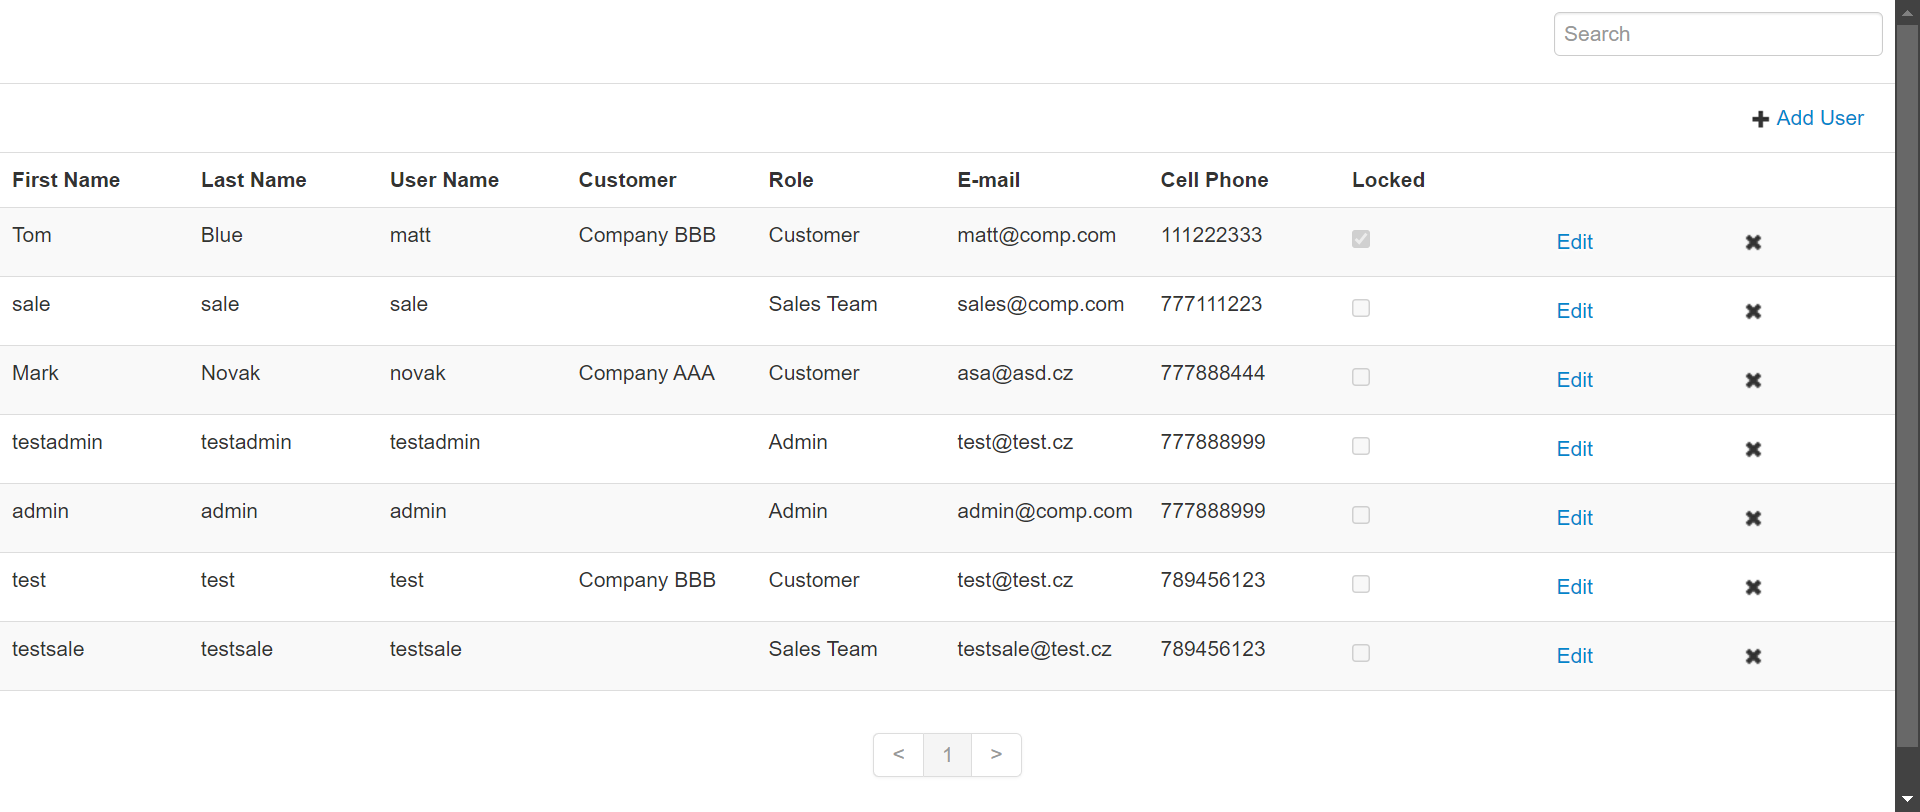 Search
Add User
First Name Last Name User Name Customer Role E-mail Cell Phone Locked
Tom Blue matt Company BBB Customer matt@comp.com 111222333 Edit
sale sale sale Sales Team sales@comp.com 777111223 Edit
Mark Novak novak Company AAA Customer asa@asd.cz 777888444 Edit
testadmin testadmin testadmin Admin test@test.cz 777888999 Edit
admin admin admin Admin admin@comp.com 777888999 Edit
test test test Company BBB Customer test@test.cz 789456123 Edit
testsale testsale testsale Sales Team testsale@test.cz 789456123 Edit
< 1 >